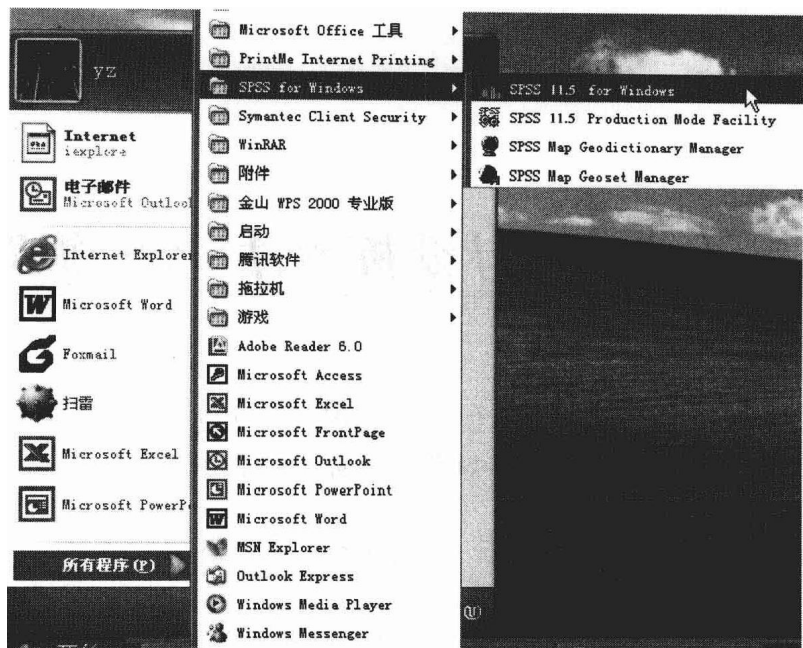 yz
Internet
iexplore
电子邮件
Microsoft Outloo
Internet Explorer
Microsoft Word
Foxmail
扫雷
Microsoft Excel
Microsoft PowerP
所有程序(P)
Microsoft Office 工具
PrintMe Internet Printing
SPSS for Windows
Symantec Client Security
WinRAR
附件
金山 WPS 2000 专业版
启动
腾讯软件
拖拉机
游戏
Adobe Reader 6.0
Microsoft Access
Microsoft Excel
Microsoft FrontPage
Microsoft Outlook
Microsoft PowerPoint
Microsoft Word
MSN Explorer
Outlook Express
Windows Media Player
Windows Messenger
SPSS 11.5 for Windows
SPSS 11.5 Production Mode Facility
SPSS Map Geodictionary Manager
SPSS Map Geoset Manager
(U)